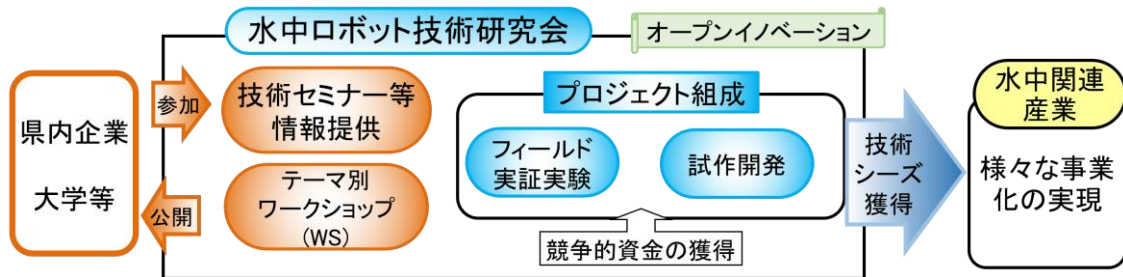 水中ロボット技術研究会
オープンイノベーション
県内企業
大学等
参加
公開
技術セミナー等
情報提供
テーマ別
ワークショップ
(WS)
プロジェクト組成
フィールド
実証実験
試作開発
競争的資金の獲得
技術
シーズ
獲得
水中関連
産業
様々な事業
化の実現